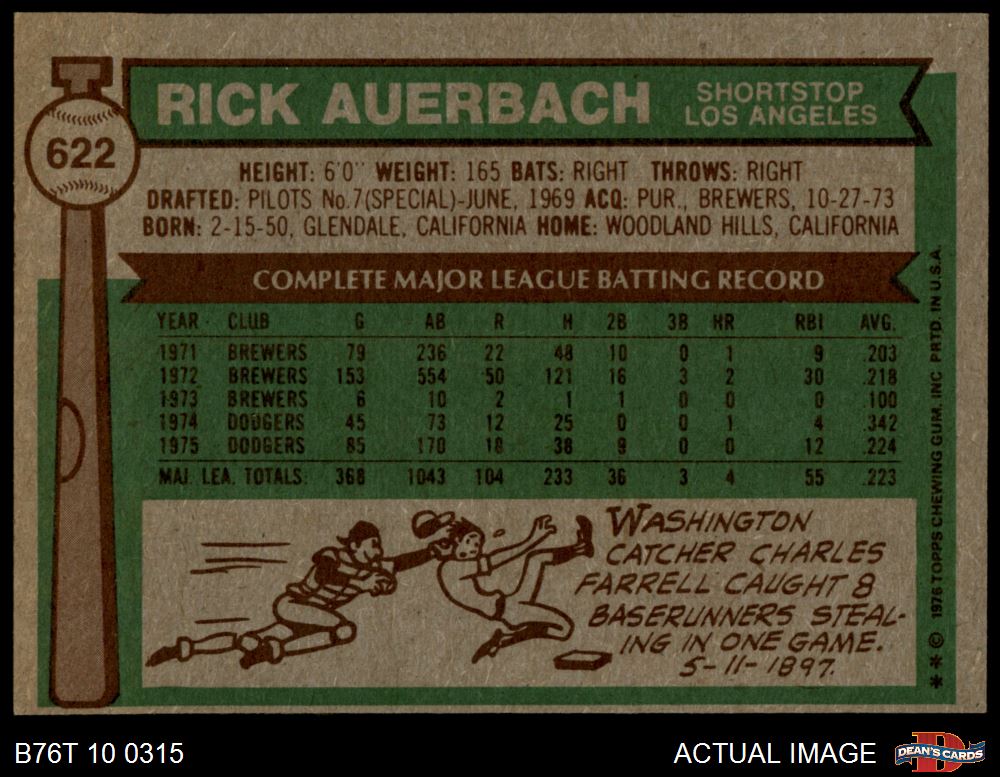 622
RICK AUERBACH
SHORTSTOP
LOS ANGELES
HEIGHT: 6'0" WEIGHT: 165 BATS: RIGHT THROWS: RIGHT
DRAFTED: PILOTS No.7(SPECIAL)-JUNE, 1969 ACQ: PUR., BREWERS, 10-27-73
BORN: 2-15-50, GLENDALE, CALIFORNIA HOME: WOODLAND HILLS, CALIFORNIA
COMPLETE MAJOR LEAGUE BATTING RECORD
YEAR CLUB G AB R H 2B 3B HR RBI AVG.
1971 BREWERS 79 236 22 48 10 0 1 9 .203
1972 BREWERS 153 554 50 121 16 3 2 30 .218
1973 BREWERS 6 10 2 1 1 0 0 0 .100
1974 DODGERS 45 73 12 25 0 0 1 4 .342
1975 DODGERS 85 170 18 38 9 0 0 12 .224
MAJ. LEA. TOTALS: 368 1043 104 233 36 3 4 55 .223
WASHINGTON
CATCHER CHARLES
FARRELL CAUGHT 8
BASERUNNERS STEAL-
ING IN ONE GAME.
5-11-1897.
** © 1976 TOPPS CHEWING GUM, INC PRTD. IN U.S.A.
B76T 10 0315
ACTUAL IMAGE
D
DEAN'S CARDS